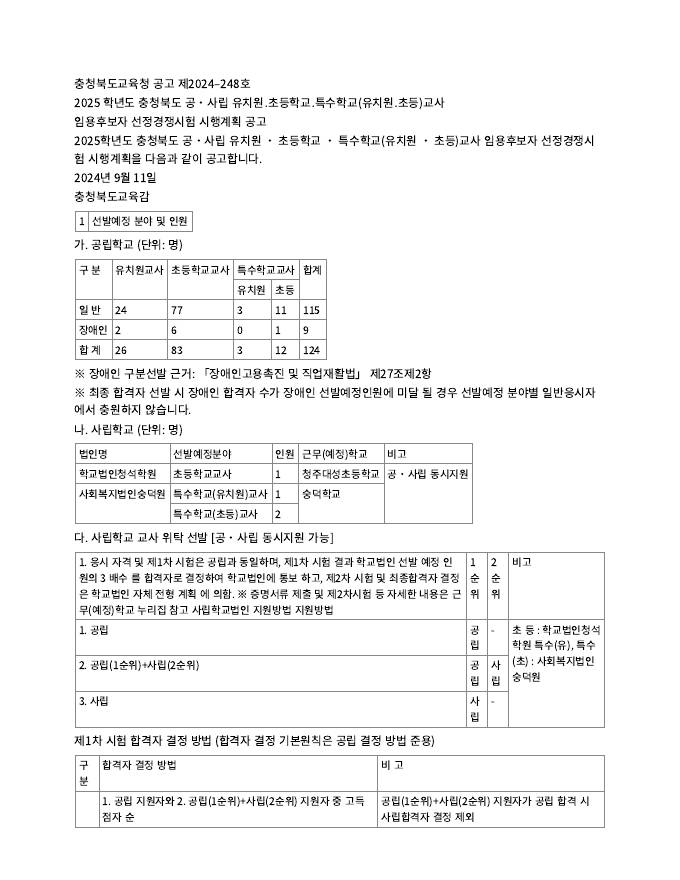 충청북도교육청 공고 제2024-248호
2025 학년도 충청북도 공·사립 유치원.초등학교.특수학교(유치원.초등)교사
임용후보자 선정경쟁시험 시행계획 공고
2025학년도 충청북도 공·사립 유치원 · 초등학교 · 특수학교(유치원 · 초등)교사 임용후보자 선정경쟁시
험 시행계획을 다음과 같이 공고합니다.
2024년 9월 11일
충청북도교육감
1 선발예정 분야 및 인원
가. 공립학교 (단위: 명)
구 분 유치원교사 초등학교교사 특수학교교사 합계
유치원 초등
일 반 24 77 3 11 115
장애인 2 6 0 1 9
합 계 26 83 3 12 124
※ 장애인 구분선발 근거: 「장애인고용촉진 및 직업재활법」 제27조제2항
※ 최종 합격자 선발 시 장애인 합격자 수가 장애인 선발예정인원에 미달 될 경우 선발예정 분야별 일반응시자
에서 충원하지 않습니다.
나. 사립학교 (단위: 명)
법인명 선발예정분야 인원 근무(예정)학교 비고
학교법인청석학원 초등학교교사 1 청주대성초등학교 공·사립 동시지원
사회복지법인숭덕원 특수학교(유치원)교사 1 숭덕학교
특수학교(초등)교사 2
다. 사립학교 교사 위탁 선발 [공·사립 동시지원 가능]
1. 응시 자격 및 제1차 시험은 공립과 동일하며, 제1차 시험 결과 학교법인 선발 예정 인
원의 3 배수 를 합격자로 결정하여 학교법인에 통보 하고, 제2차 시험 및 최종합격자 결정
은 학교법인 자체 전형 계획 에 의함. ※ 증명서류 제출 및 제2차시험 등 자세한 내용은 근
무(예정)학교 누리집 참고 사립학교법인 지원방법 지원방법
1
순
위
2
순
위
비고
1. 공립
공
립
-
초 등 : 학교법인청석
학원 특수(유), 특수
(초) : 사회복지법인
숭덕원
2. 공립(1순위)+사립(2순위)
공
립
사
립
3. 사립
사
립
-
제1차 시험 합격자 결정 방법 (합격자 결정 기본원칙은 공립 결정 방법 준용)
구
분
합격자 결정 방법
비 고
1. 공립 지원자와 2. 공립(1순위)+사립(2순위) 지원자 중 고득
점자 순
공립(1순위)+사립(2순위) 지원자가 공립 합격 시
사립합격자 결정 제외